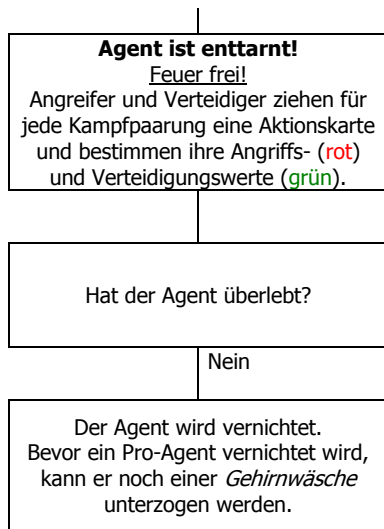 Agent ist enttarnt!
Feuer frei!
Angreifer und Verteidiger ziehen für
jede Kampfpaarung eine Aktionskarte
und bestimmen ihre Angriffs- (rot)
und Verteidigungswerte (grün).
Hat der Agent überlebt?
Nein
Der Agent wird vernichtet.
Bevor ein Pro-Agent vernichtet wird,
kann er noch einer Gehirnwäsche
unterzogen werden.